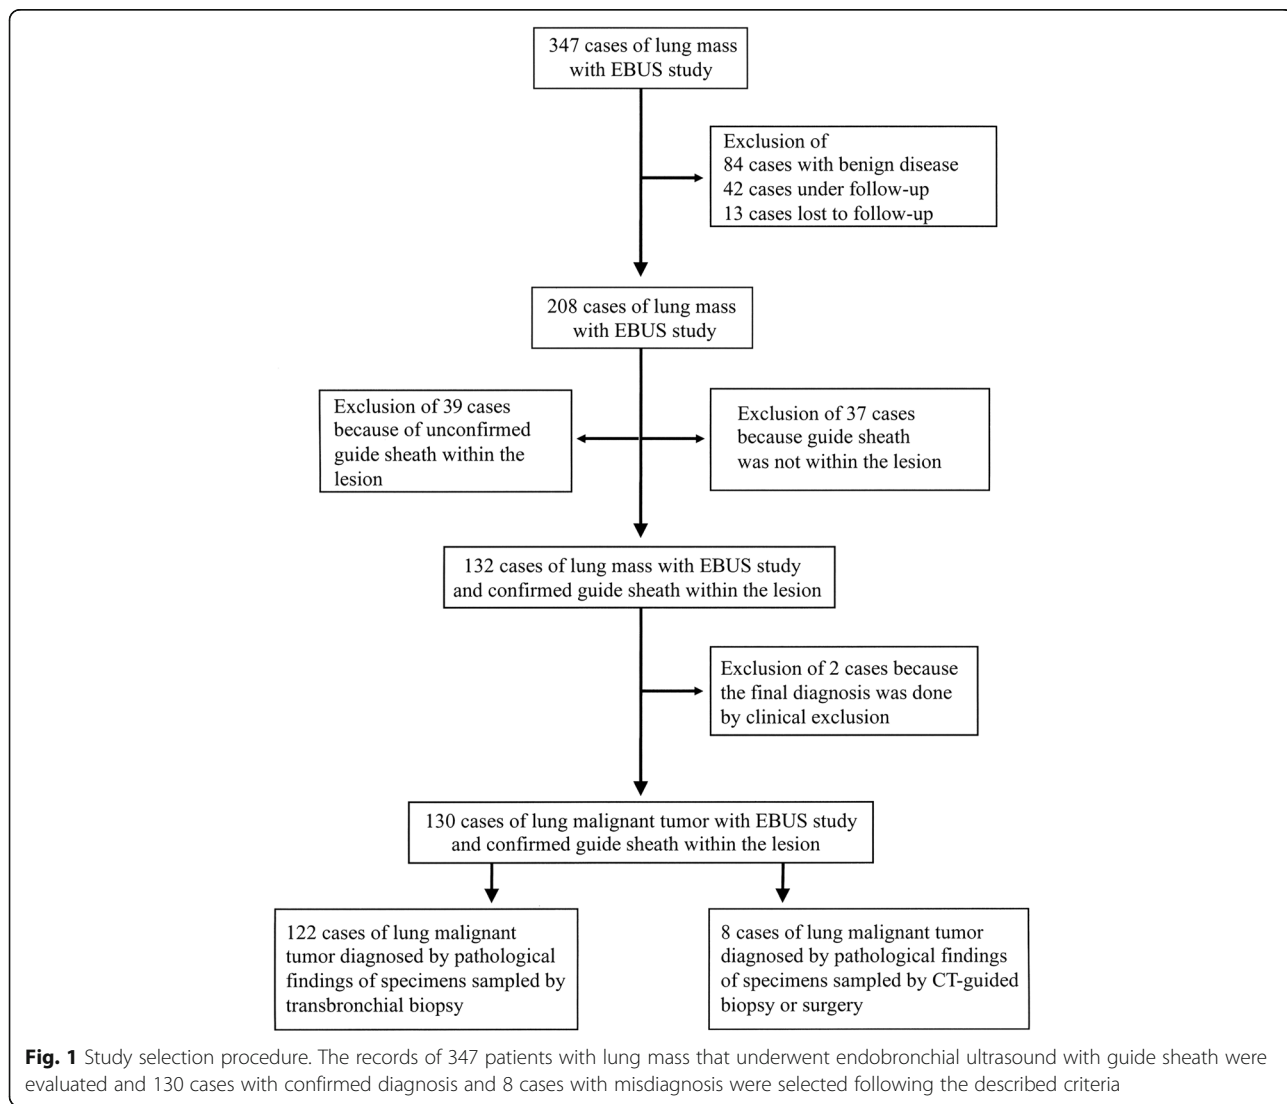 347 cases of lung mass
with EBUS study
Exclusion of
84 cases with benign disease
42 cases under follow-up
13 cases lost to follow-up
208 cases of lung mass
with EBUS study
Exclusion of 39 cases
because of unconfirmed
guide sheath within the
lesion
Exclusion of 37 cases
because guide sheath
was not within the lesion
132 cases of lung mass with EBUS study
and confirmed guide sheath within the lesion
Exclusion of 2 cases because
the final diagnosis was done
by clinical exclusion
130 cases of lung malignant tumor with EBUS study
and confirmed guide sheath within the lesion
122 cases of lung malignant
tumor diagnosed by pathological
findings of specimens sampled by
transbronchial biopsy
8 cases of lung malignant tumor
diagnosed by pathological findings
of specimens sampled by CT-guided
biopsy or surgery
Fig. 1 Study selection procedure. The records of 347 patients with lung mass that underwent endobronchial ultrasound with guide sheath were
evaluated and 130 cases with confirmed diagnosis and 8 cases with misdiagnosis were selected following the described criteria